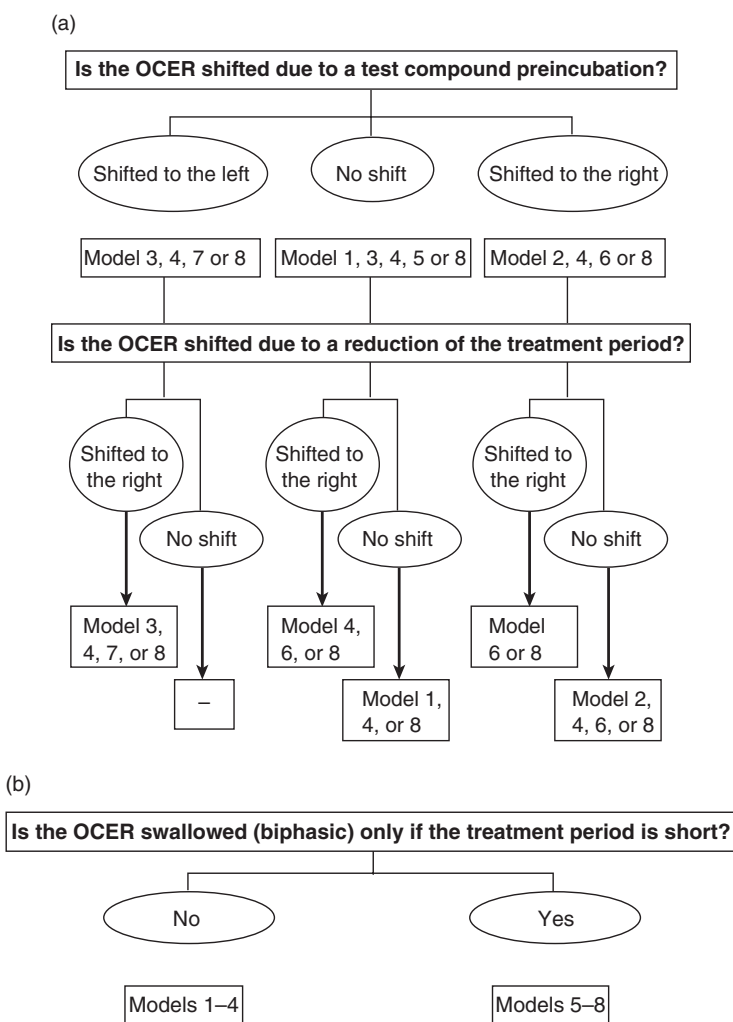 (a)
Is the OCER shifted due to a test compound preincubation?
Shifted to the left
No shift
Shifted to the right
Model 3, 4, 7 or 8
Model 1, 3, 4, 5 or 8
Model 2, 4, 6 or 8
Is the OCER shifted due to a reduction of the treatment period?
Shifted to
the right
No shift
Shifted to
the right
No shift
Shifted to
the right
No shift
Model 3,
4, 7, or 8
–
Model 4,
6, or 8
Model 1,
4, or 8
Model
6 or 8
Model 2,
4, 6, or 8
(b)
Is the OCER swallowed (biphasic) only if the treatment period is short?
No
Yes
Models 1–4
Models 5–8